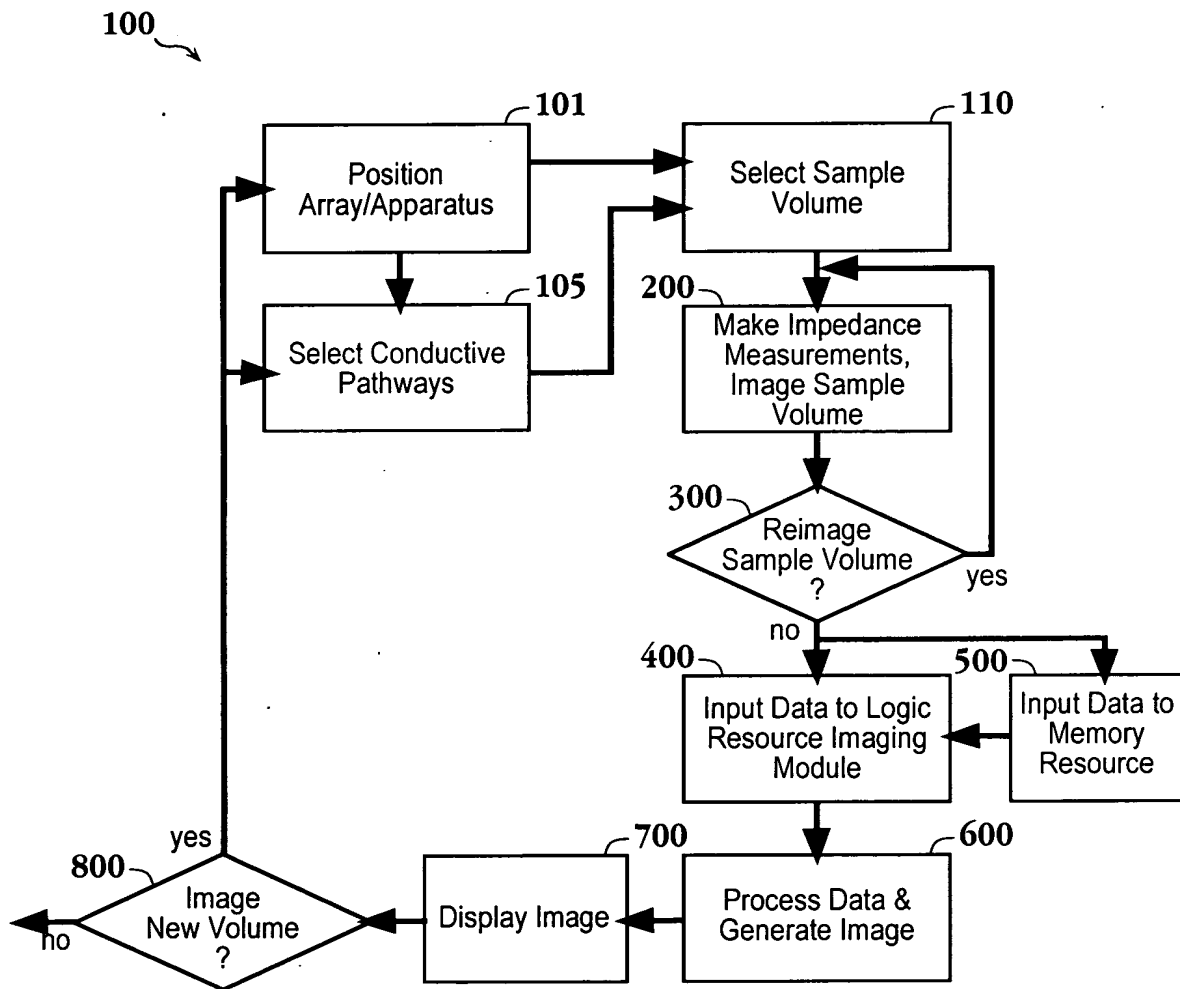 100
101
Position
Array/Apparatus
110
Select Sample
Volume
105
Select Conductive
Pathways
200
Make Impedance
Measurements,
Image Sample
Volume
300
Reimage
Sample Volume
?
yes
no
400
Input Data to Logic
Resource Imaging
Module
500
Input Data to
Memory
Resource
600
Process Data &
Generate Image
700
Display Image
800
Image
New Volume
?
yes
no